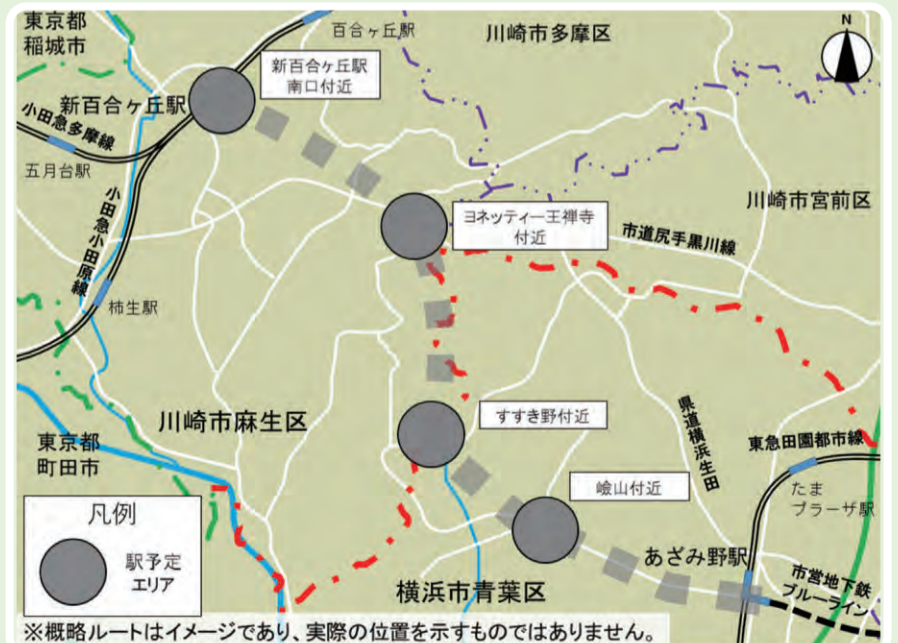 東京都
稲城市
百合ヶ丘駅
川崎市多摩区
N
新百合ヶ丘駅
南口付近
新百合ヶ丘駅
小田急多摩線
五月台駅
川崎市宮前区
ヨネッティー王禅寺
付近
市道尻手黒川線
小田急小田原線
柿生駅
川崎市麻生区
すすき野付近
県道横浜生田
東急田園都市線
東京都
町田市
たま
プラーザ駅
嶮山付近
凡例
駅予定
エリア
あざみ野駅
市営地下鉄
ブルーライン
横浜市青葉区
※概略ルートはイメージであり、実際の位置を示すものではありません。